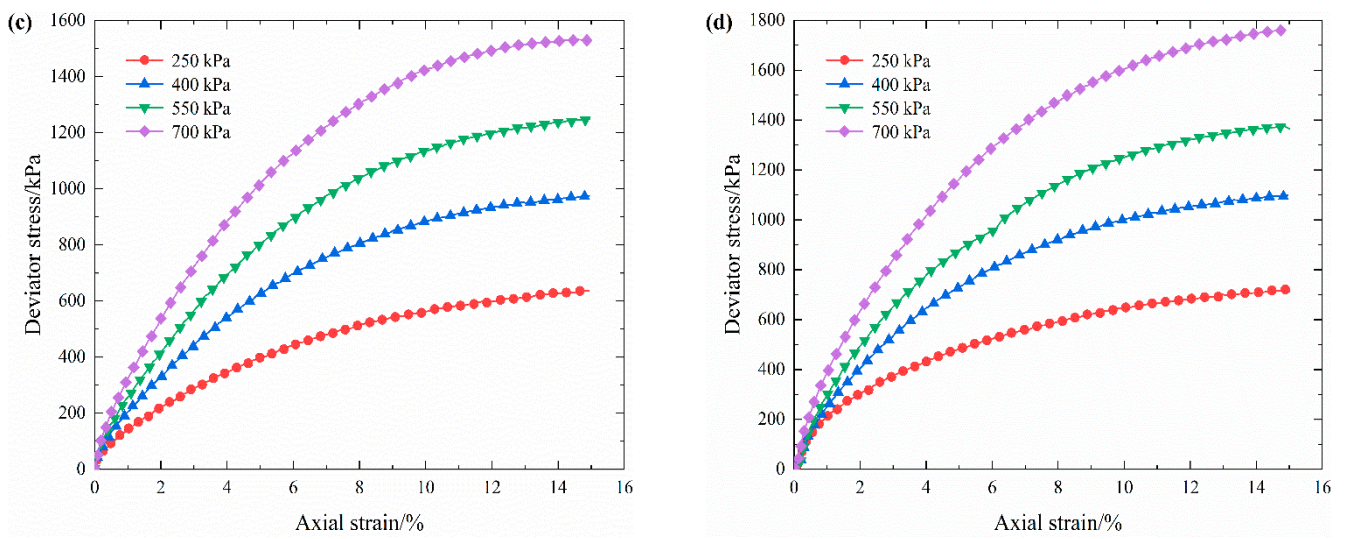 (c)
Deviator stress/kPa
1600
1400
1200
1000
800
600
400
200
0
250 kPa
400 kPa
550 kPa
700 kPa
0 2 4 6 8 10 12 14 16
Axial strain/%
(d)
Deviator stress/kPa
1800
1600
1400
1200
1000
800
600
400
200
0
250 kPa
400 kPa
550 kPa
700 kPa
0 2 4 6 8 10 12 14 16
Axial strain/%